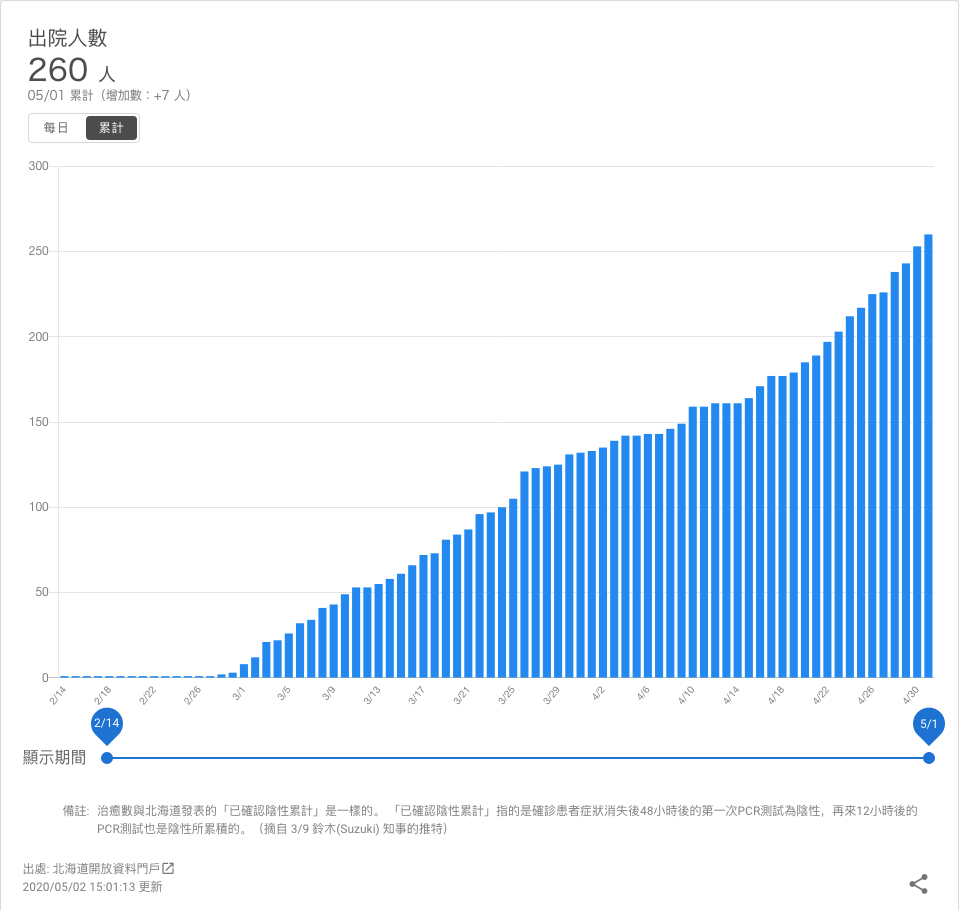 出院人數
260 人
05/01 累計（增加數：+7 人）
每日 累計
300
250
200
150
100
50
0
2/14 2/18 2/22 2/26 3/1 3/5 3/9 3/13 3/17 3/21 3/25 3/29 4/2 4/6 4/10 4/14 4/18 4/22 4/26 4/30
2/14 5/1
顯示期間
備註: 治癒數與北海道發表的「已確認陰性累計」是一樣的。 「已確認陰性累計」指的是確診患者症狀消失後48小時後的第一次PCR測試為陰性，再來12小時後的
PCR測試也是陰性所累積的。（摘自 3/9 鈴木(Suzuki) 知事的推特）
出處: 北海道開放資料門戶
2020/05/02 15:01:13 更新